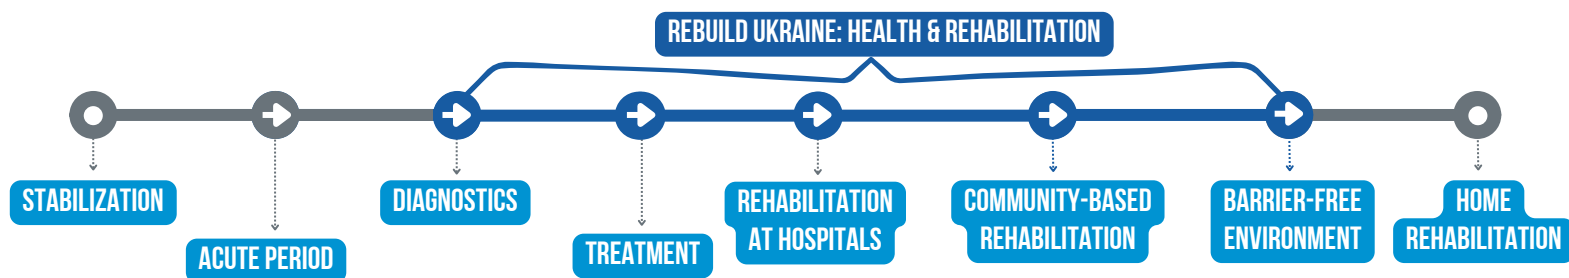 REBUILD UKRAINE: HEALTH & REHABILITATION
STABILIZATION
ACUTE PERIOD
DIAGNOSTICS
TREATMENT
REHABILITATION
AT HOSPITALS
COMMUNITY-BASED
REHABILITATION
BARRIER-FREE
ENVIRONMENT
HOME
REHABILITATION